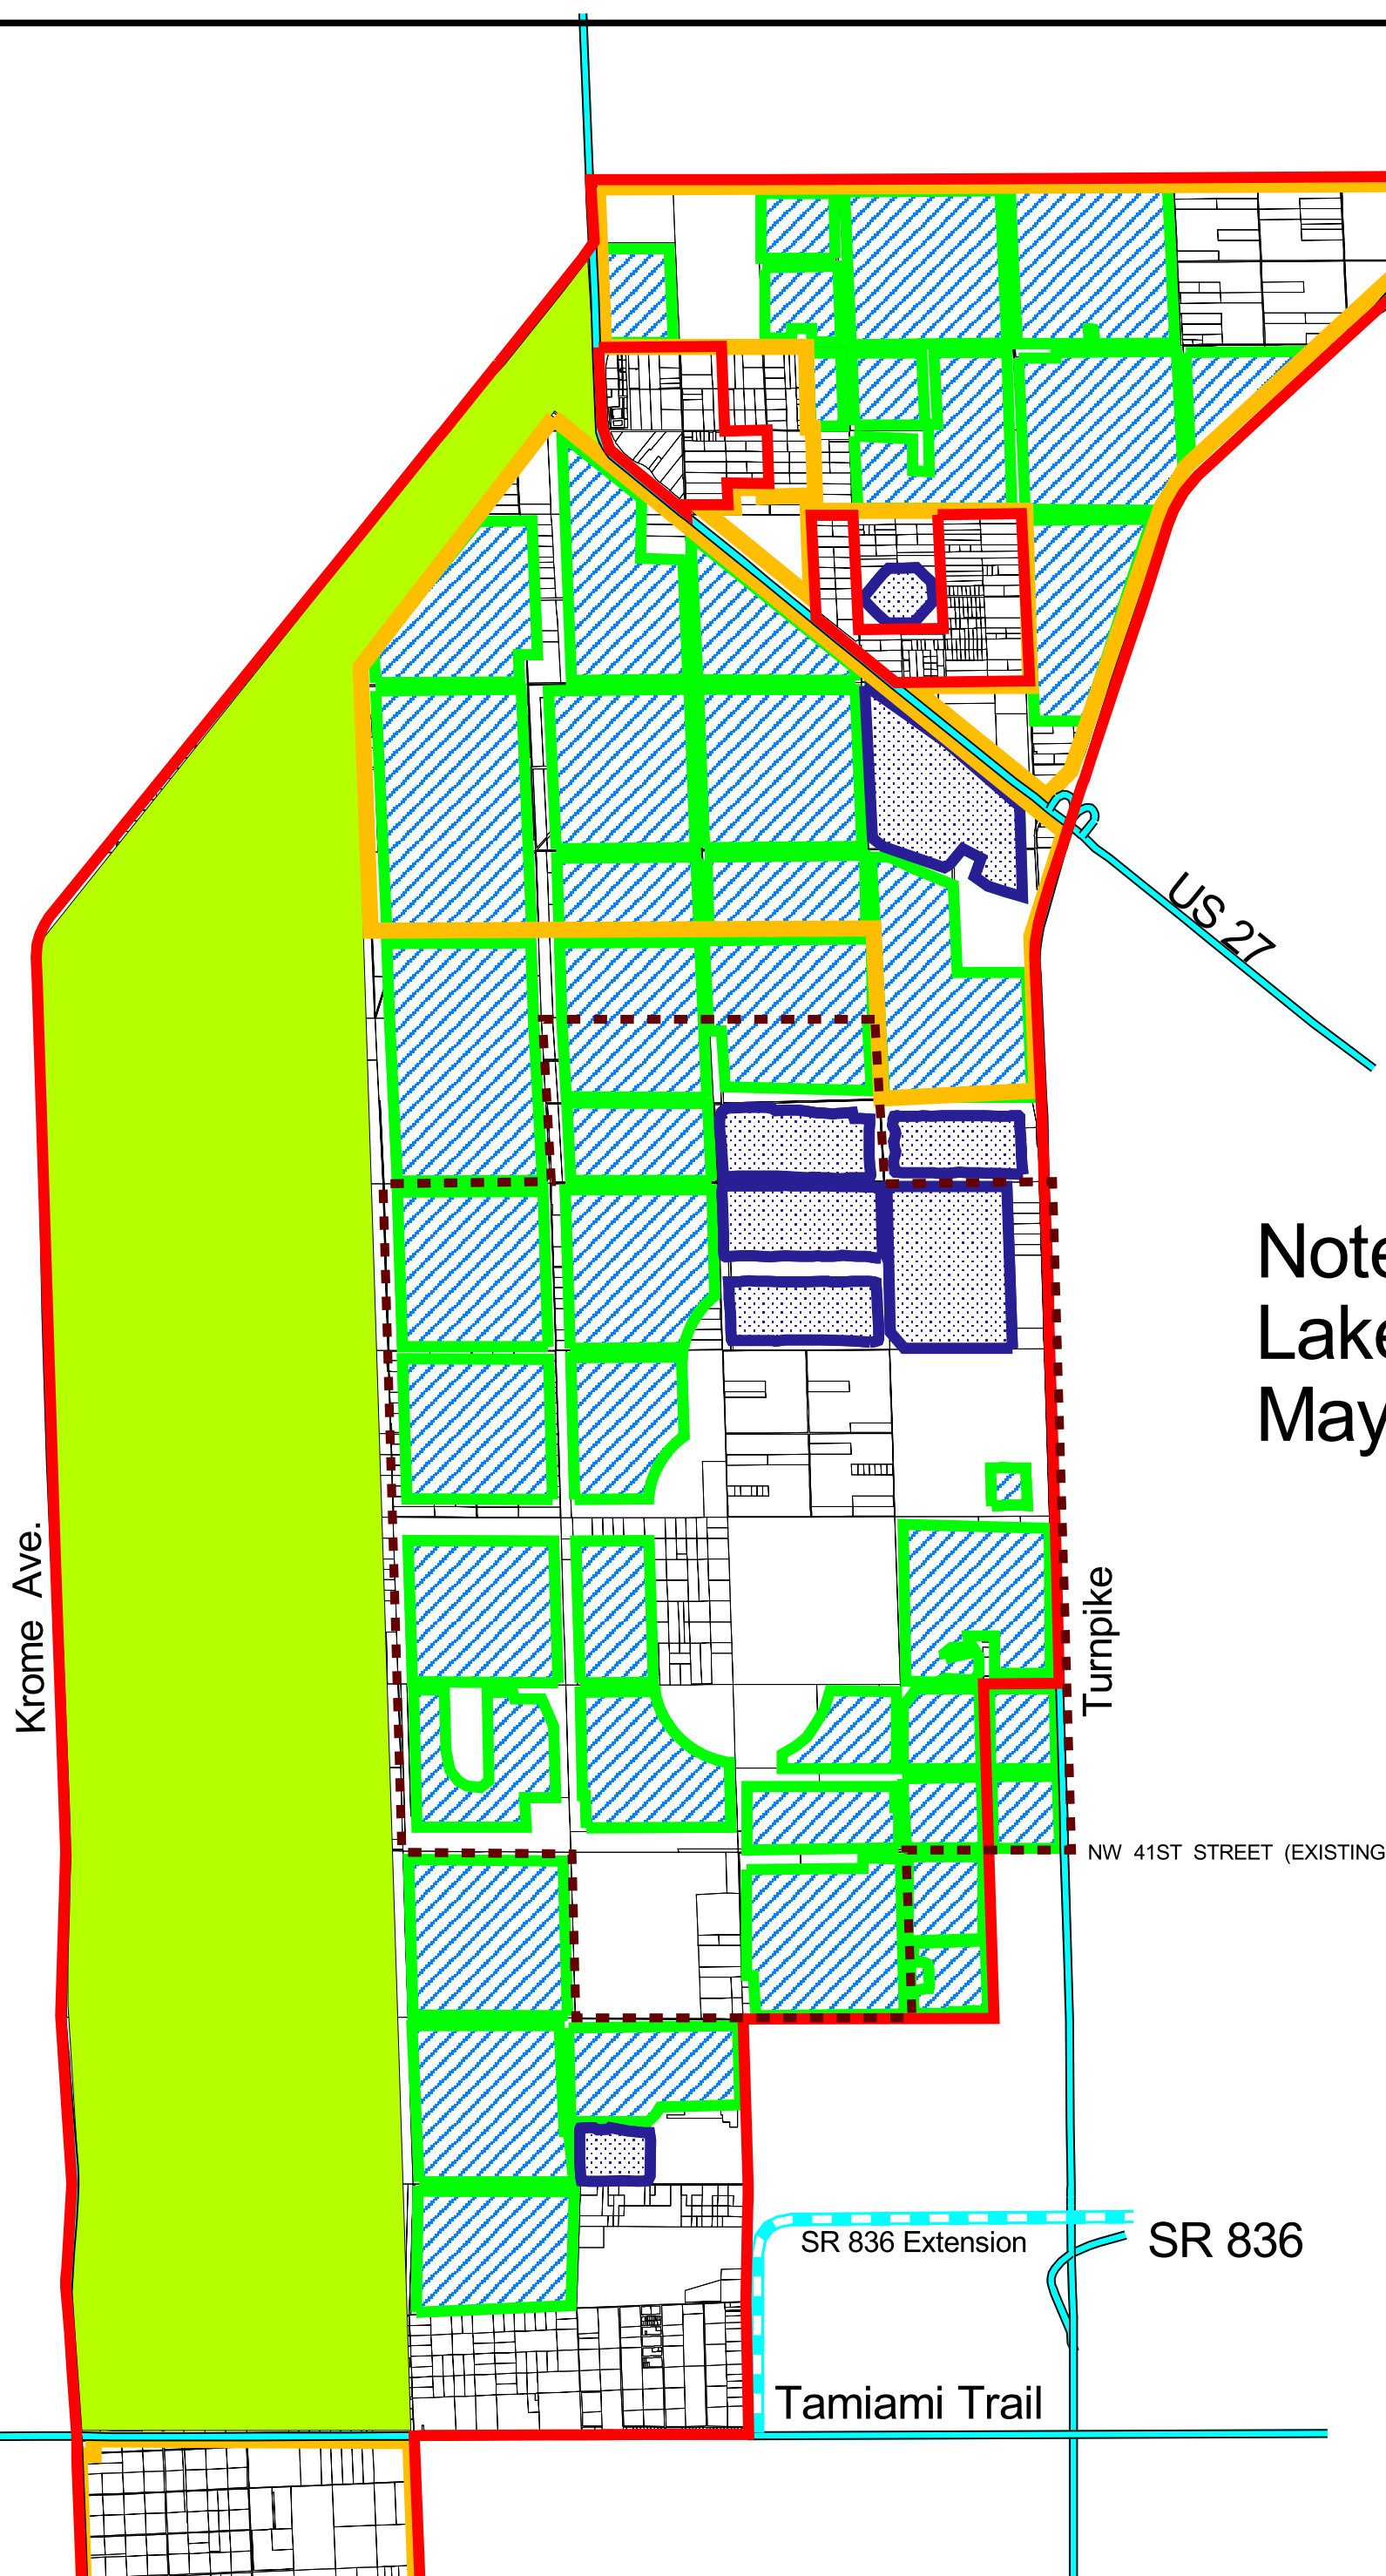 US 27
Note
Lake
May
Krome Ave.
Turnpike
NW 41ST STREET (EXISTING
SR 836 Extension
SR 836
Tamiami Trail